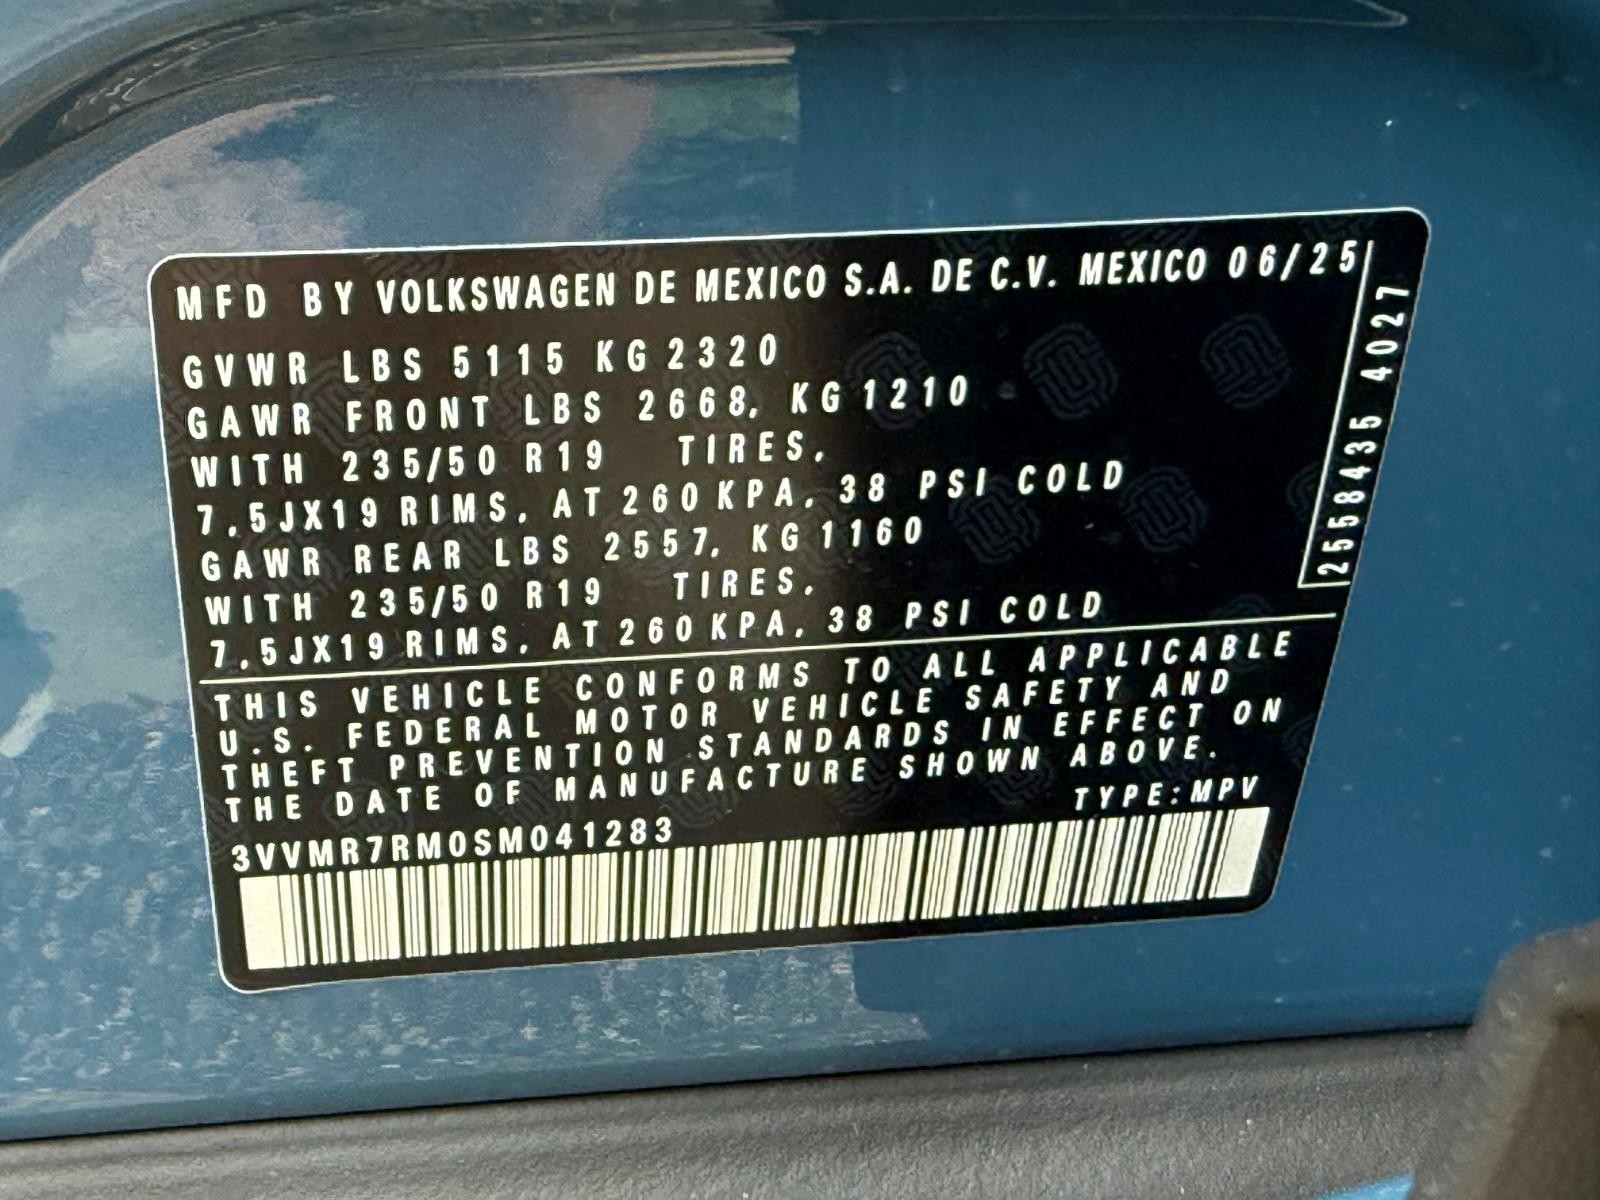 MFD BY VOLKSWAGEN DE MEXICO S.A. DE C.V. MEXICO 06/25
GVWR LBS 5115 KG 2320
GAWR FRONT LBS 2668, KG 1210
WITH 235/50 R19 TIRES,
7,5JX19 RIMS, AT 260 KPA, 38 PSI COLD
GAWR REAR LBS 2557, KG 1160
WITH 235/50 R19 TIRES,
7,5JX19 RIMS, AT 260 KPA, 38 PSI COLD
2558435 4027
THIS VEHICLE CONFORMS TO ALL APPLICABLE
U.S. FEDERAL MOTOR VEHICLE SAFETY AND
THEFT PREVENTION STANDARDS IN EFFECT ON
THE DATE OF MANUFACTURE SHOWN ABOVE.
TYPE:MPV
3VVMR7RM0SM041283